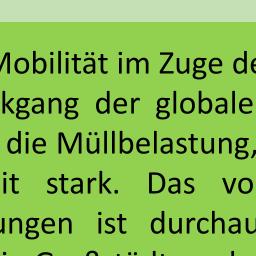 Mobilität im Zuge de
kgang der globale
die Müllbelastung,
it stark. Das vo
ungen ist durchau